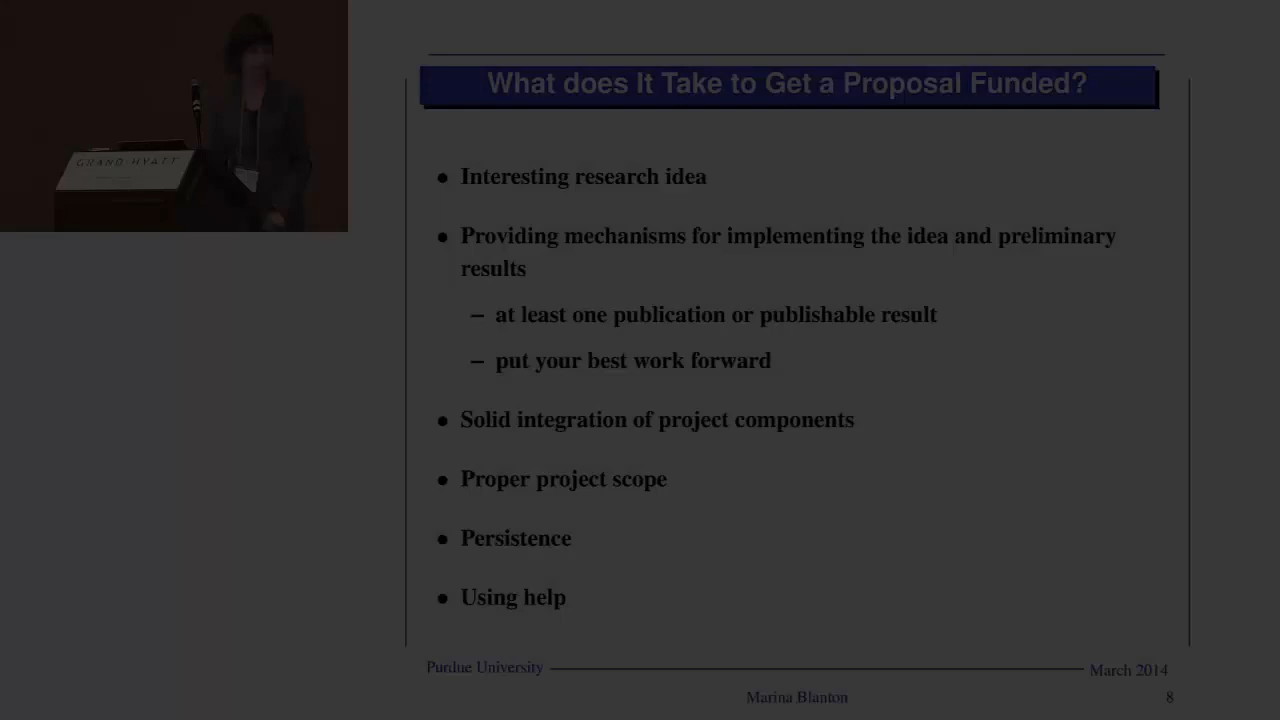 GRAND HYATT
What does It Take to Get a Proposal Funded?
• Interesting research idea
• Providing mechanisms for implementing the idea and preliminary
results
– at least one publication or publishable result
– put your best work forward
• Solid integration of project components
• Proper project scope
• Persistence
• Using help
Purdue University
March 2014
Marina Blanton
8